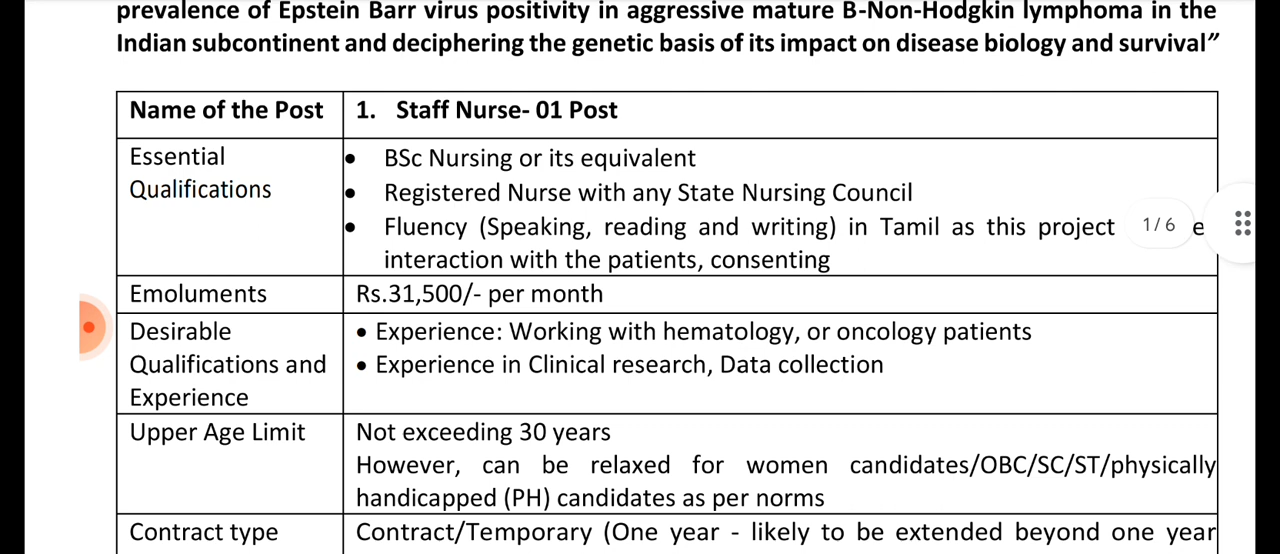 prevalence of Epstein Barr virus positivity in aggressive mature B-Non-Hodgkin lymphoma in the
Indian subcontinent and deciphering the genetic basis of its impact on disease biology and survival”
Name of the Post
1. Staff Nurse- 01 Post
Essential
Qualifications
• BSc Nursing or its equivalent
• Registered Nurse with any State Nursing Council
• Fluency (Speaking, reading and writing) in Tamil as this project
1/6
interaction with the patients, consenting
Emoluments
Rs.31,500/- per month
Desirable
Qualifications and
Experience
• Experience: Working with hematology, or oncology patients
• Experience in Clinical research, Data collection
Upper Age Limit
Not exceeding 30 years
However, can be relaxed for women candidates/OBC/SC/ST/physically
handicapped (PH) candidates as per norms
Contract type
Contract/Temporary (One year - likely to be extended beyond one year